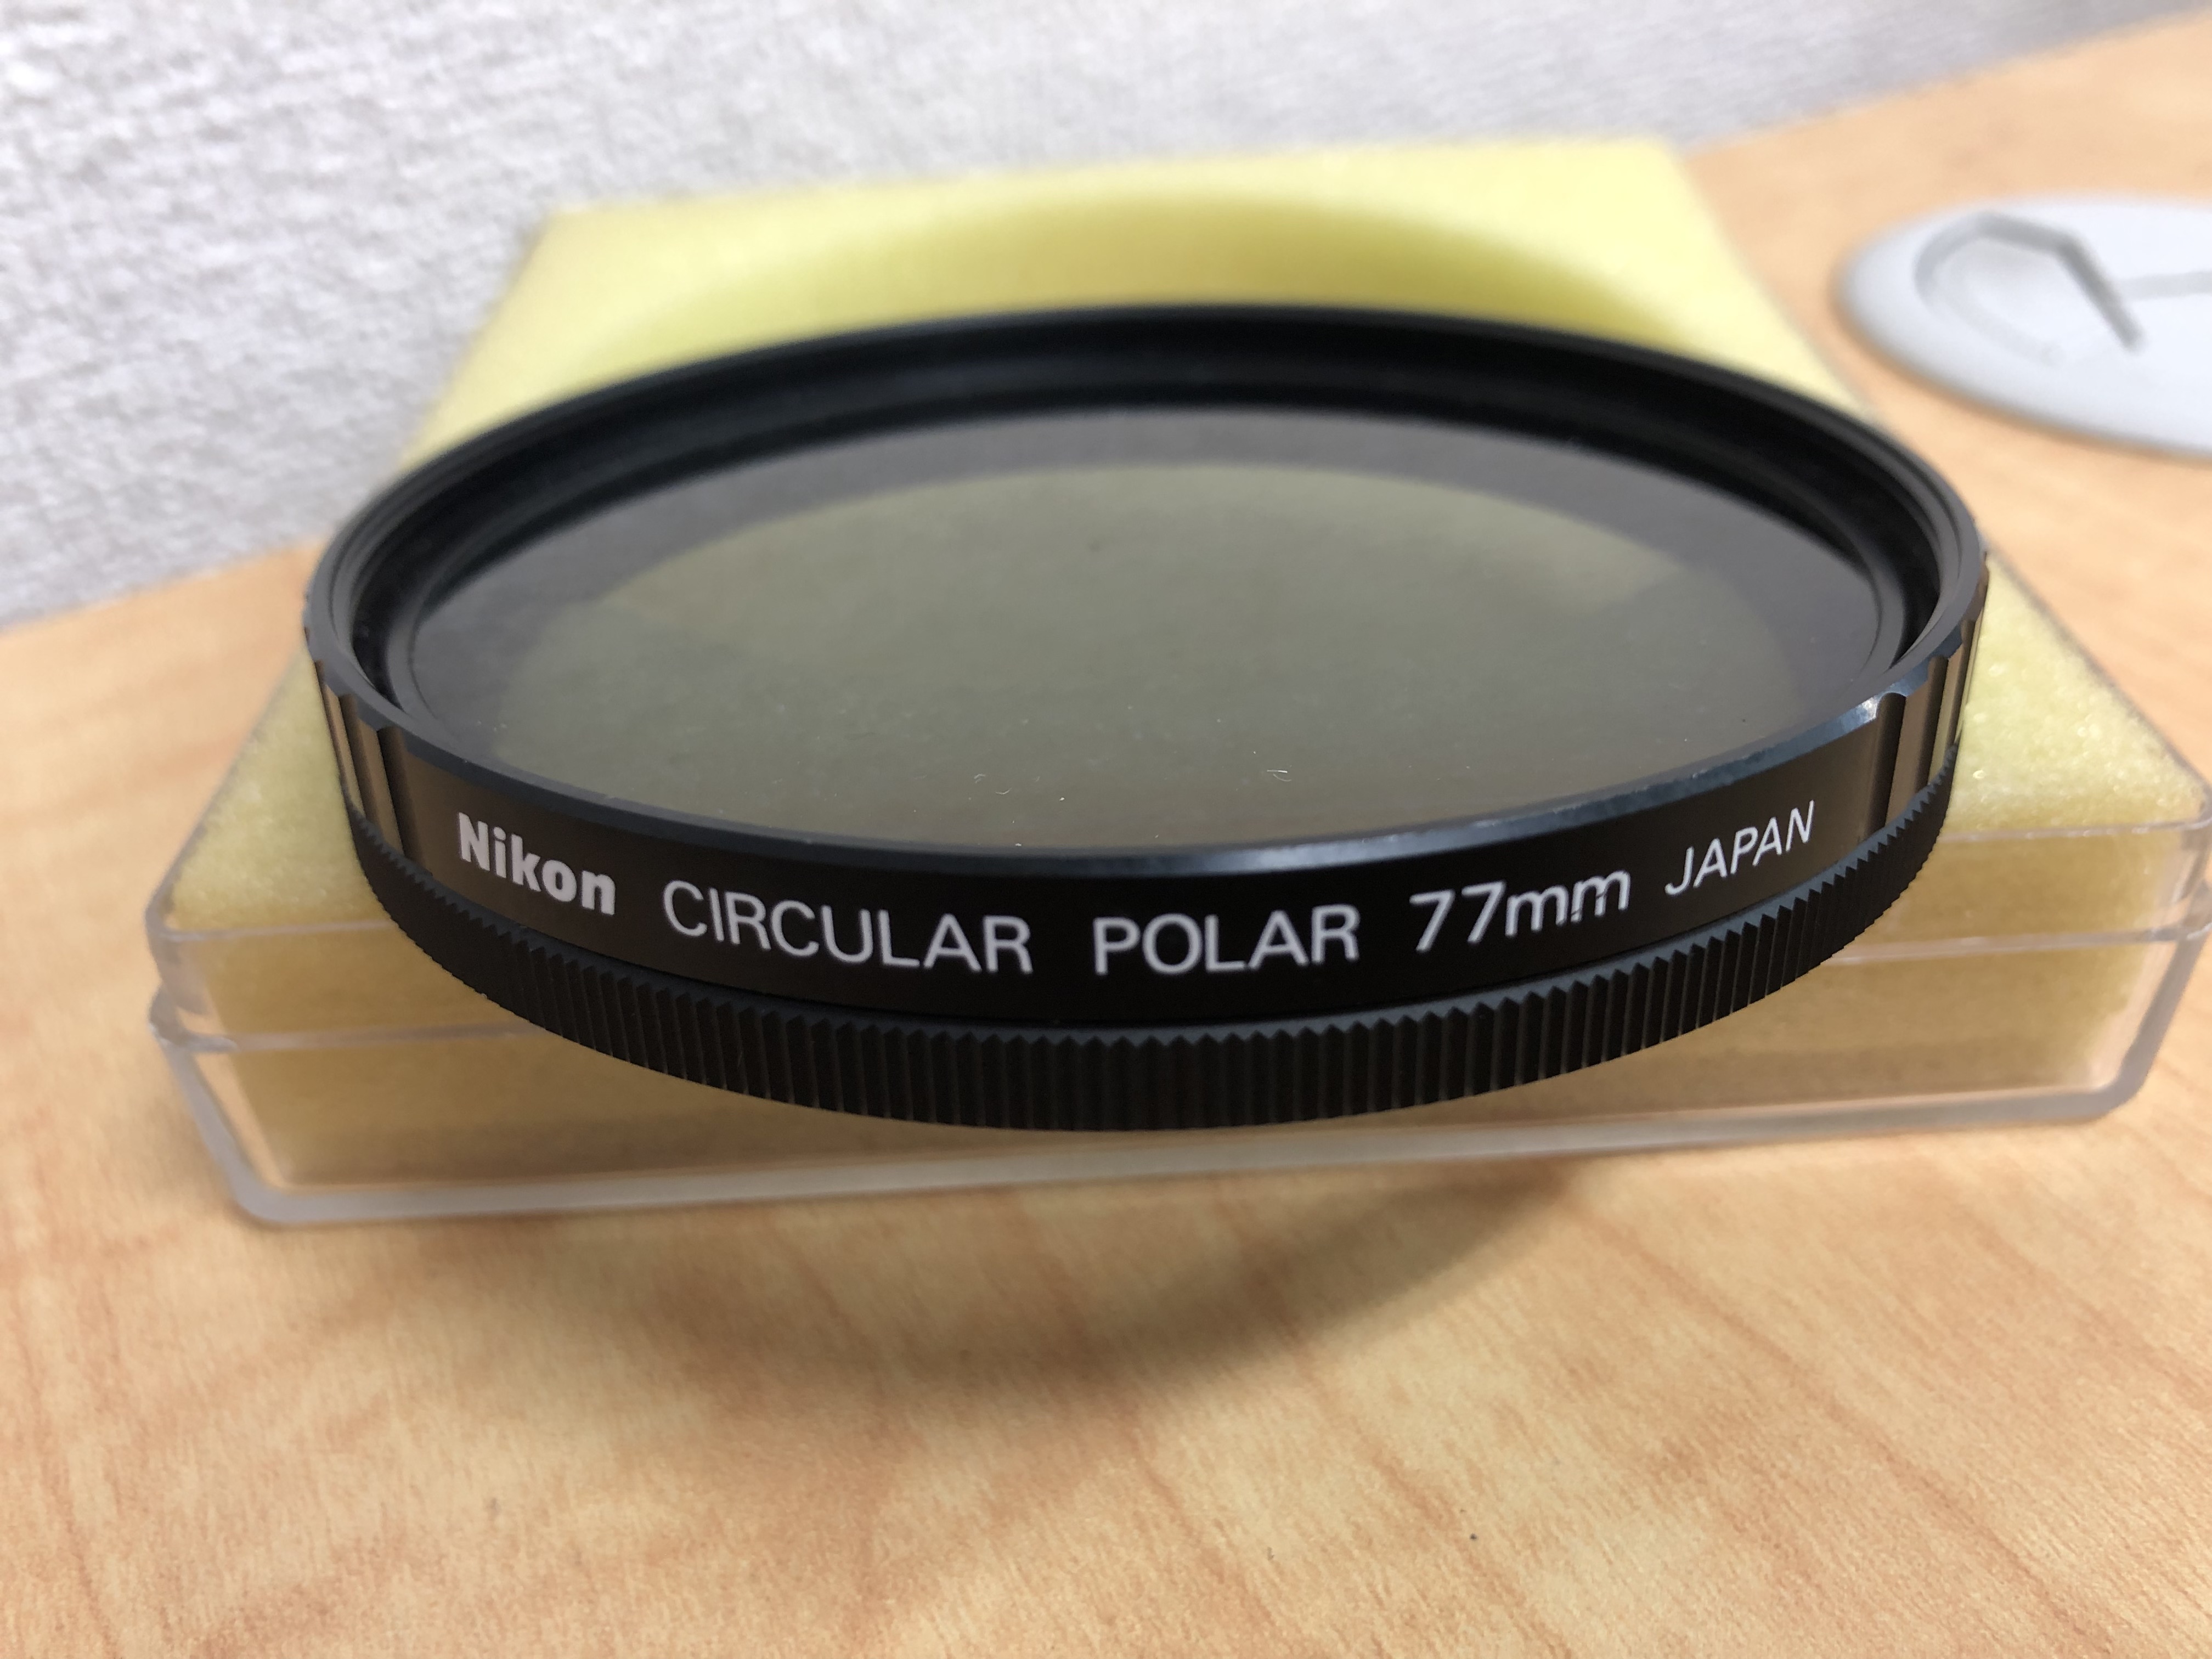 Nikon CIRCULAR POLAR 77mm JAPAN